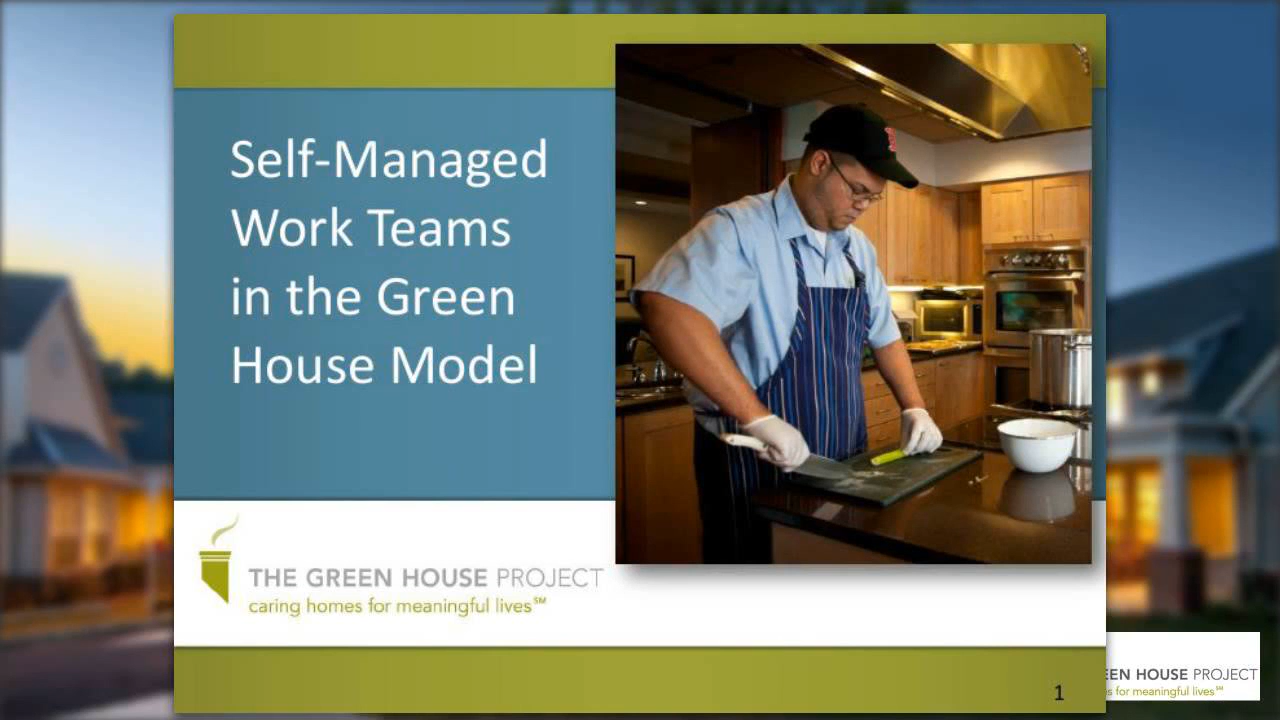 Self-Managed
Work Teams
in the Green
House Model
THE GREEN HOUSE PROJECT
caring homes for meaningful lives℠
1
EEN HOUSE PROJECT
s for meaningful lives℠